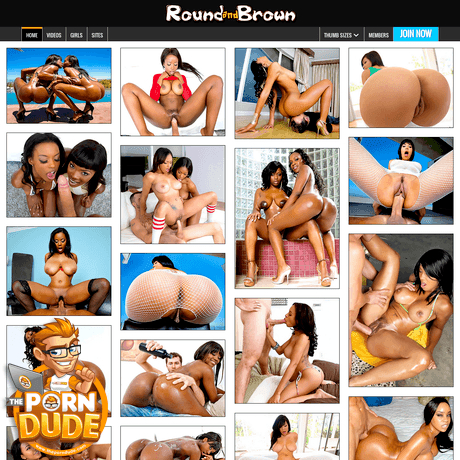 Round and Brown
HOME VIDEOS GIRLS SITES THUMB SIZES MEMBERS JOIN NOW
THE
PORN
DUDE